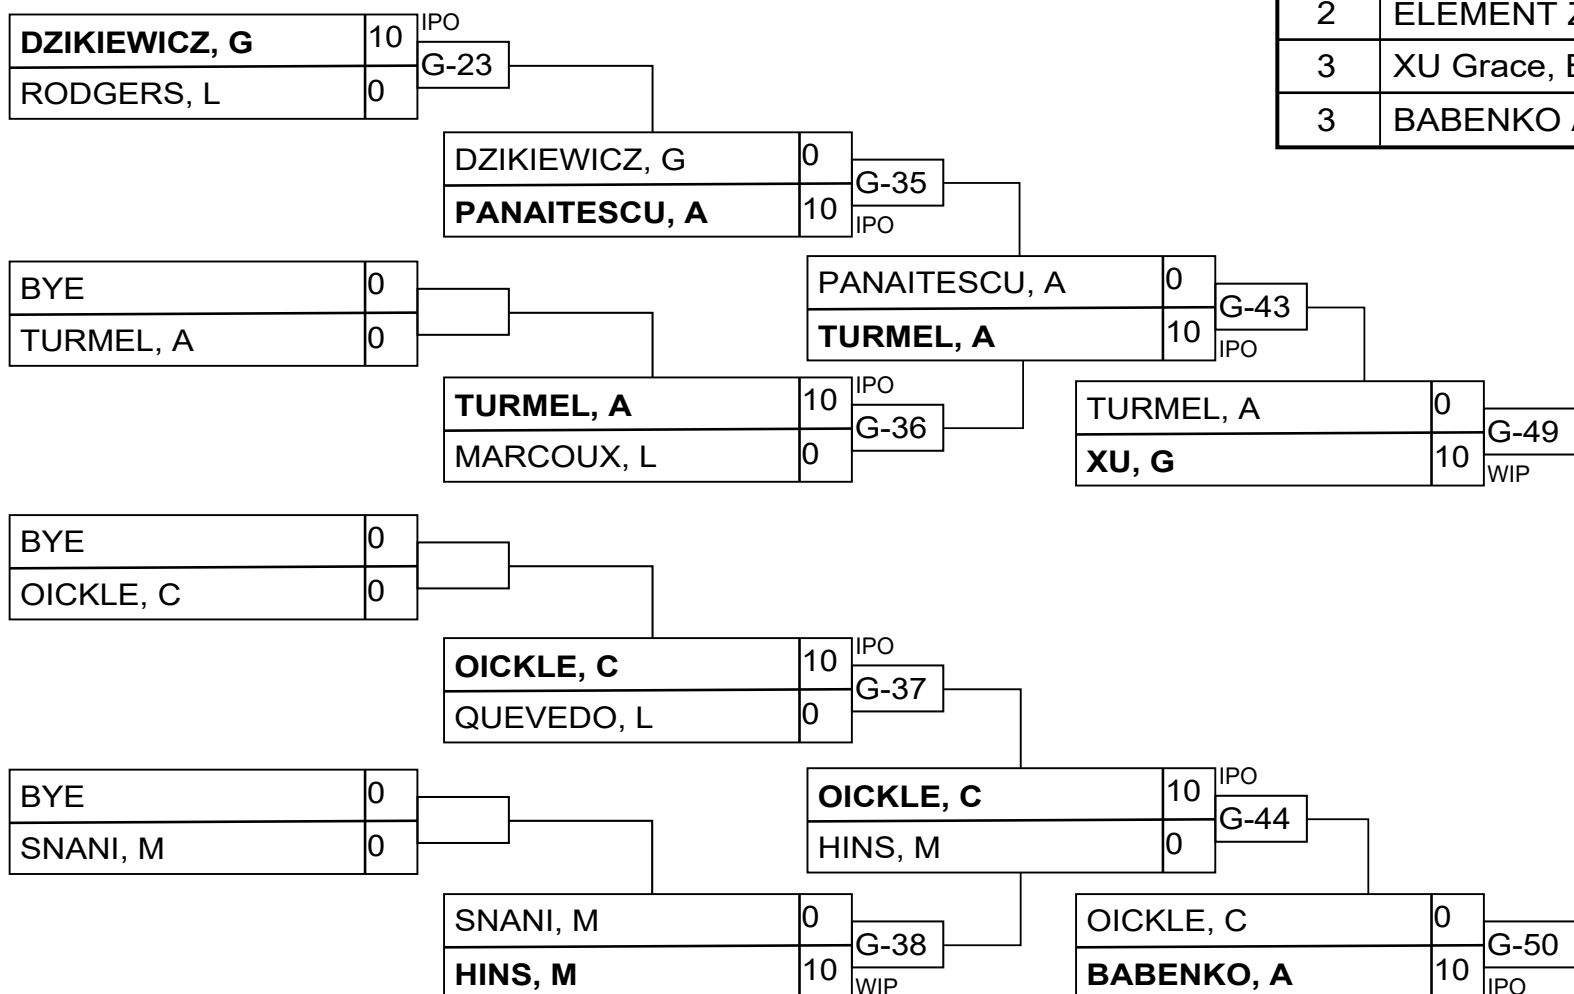 IPO
DZIKIEWICZ, G 10
G-23
RODGERS, L 0
2 ELEMENT
3 XU Grace,
3 BABENKO
DZIKIEWICZ, G 0
G-35
PANAITESCU, A 10
IPO
BYE 0
TURMEL, A 0
PANAITESCU, A 0
G-43
TURMEL, A 10
IPO
IPO
TURMEL, A 10
G-36
MARCOUX, L 0
TURMEL, A 0
G-49
XU, G 10
WIP
BYE 0
OICKLE, C 0
IPO
OICKLE, C 10
G-37
QUEVEDO, L 0
BYE 0
SNANI, M 0
IPO
OICKLE, C 10
G-44
HINS, M 0
SNANI, M 0
G-38
HINS, M 10
WIP
OICKLE, C 0
G-50
BABENKO, A 10
IPO